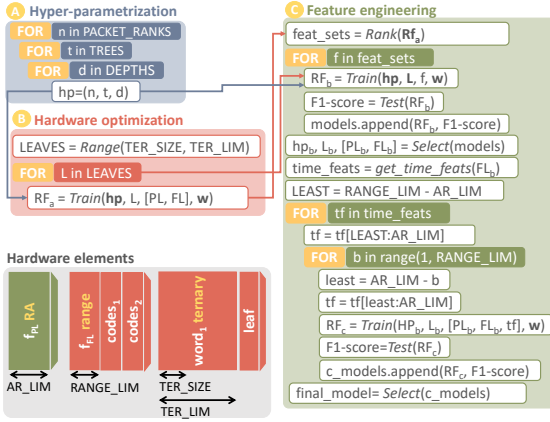 A Hyper-parametrization
FOR n in PACKET_RANKS
FOR t in TREES
FOR d in DEPTHS
hp=(n, t, d)
B Hardware optimization
LEAVES = Range(TER_SIZE, TER_LIM)
FOR L in LEAVES
RFa = Train(hp, L, [PL, FL], w)
Hardware elements
fPL RA
fFL range
codes1
codes2
word1 ternary
leaf
AR_LIM
RANGE_LIM
TER_SIZE
TER_LIM
C Feature engineering
feat_sets = Rank(Rfa)
FOR f in feat_sets
RFb = Train(hp, L, f, w)
F1-score = Test(RFb)
models.append(RFb, F1-score)
hpb, Lb, [PLb, FLb] = Select(models)
time_feats = get_time_feats(FLb)
LEAST = RANGE_LIM - AR_LIM
FOR tf in time_feats
tf = tf[LEAST:AR_LIM]
FOR b in range(1, RANGE_LIM)
least = AR_LIM - b
tf = tf[least:AR_LIM]
RFc = Train(HPb, Lb, [PLb, FLb, tf], w)
F1-score=Test(RFc)
c_models.append(RFc, F1-score)
final_model= Select(c_models)